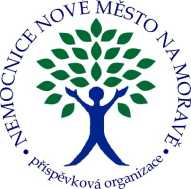 NEMOCNICE NOVÉ MĚSTO NA MORAVĚ
příspěvková organizace